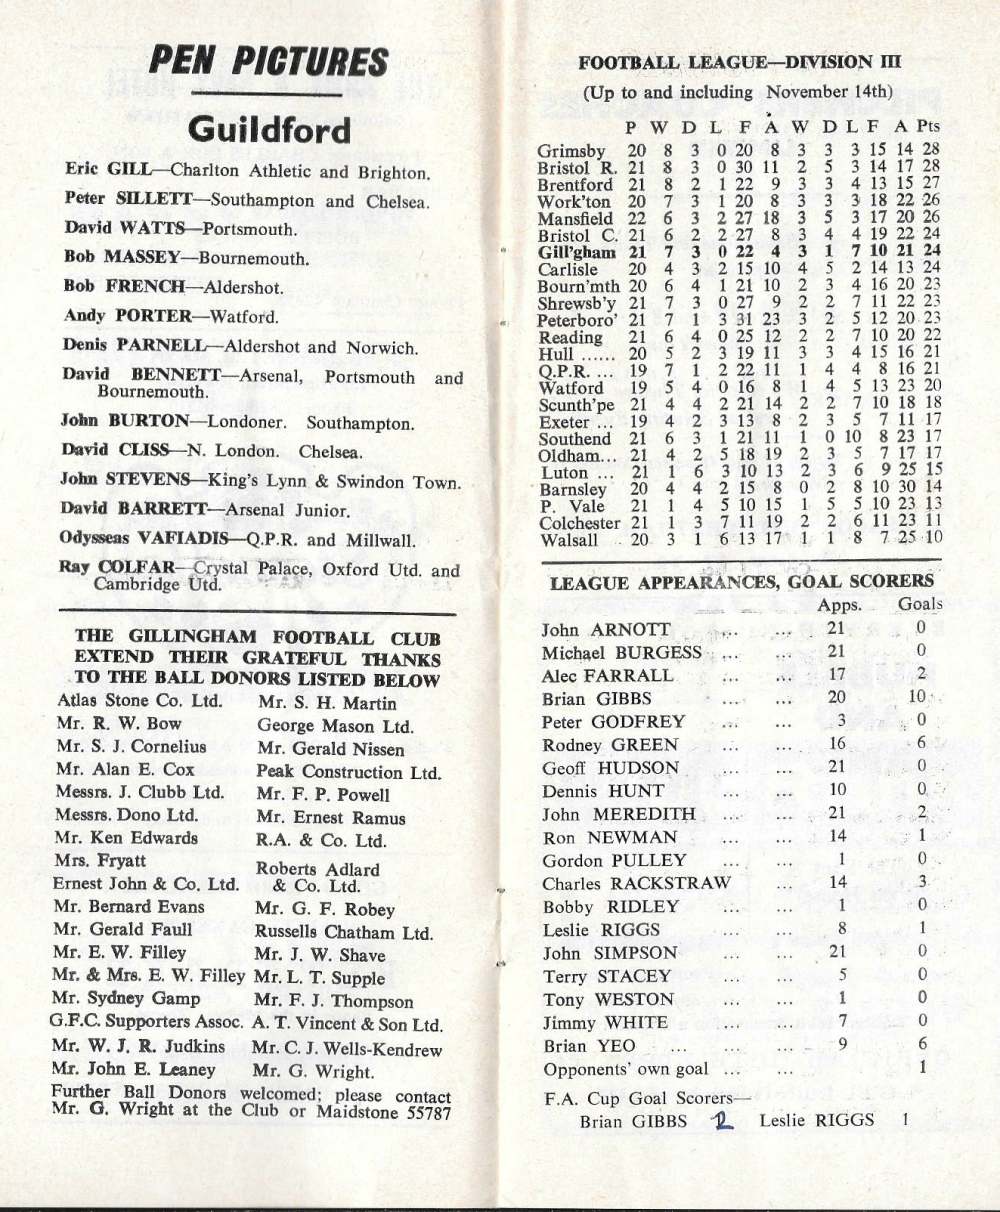 PEN PICTURES
Guildford
Eric GILL—Charlton Athletic and Brighton.
Peter SILLETT—Southampton and Chelsea.
David WATTS—Portsmouth.
Bob MASSEY—Bournemouth.
Bob FRENCH—Aldershot.
Andy PORTER—Watford.
Denis PARNELL—Aldershot and Norwich.
David BENNETT—Arsenal, Portsmouth and
Bournemouth.
John BURTON—Londoner. Southampton.
David CLISS—N. London. Chelsea.
John STEVENS—King's Lynn & Swindon Town.
David BARRETT—Arsenal Junior.
Odysseas VAFIADIS—Q.P.R. and Millwall.
Ray COLFAR—Crystal Palace, Oxford Utd. and
Cambridge Utd.
THE GILLINGHAM FOOTBALL CLUB
EXTEND THEIR GRATEFUL THANKS
TO THE BALL DONORS LISTED BELOW
Atlas Stone Co. Ltd. Mr. S. H. Martin
Mr. R. W. Bow George Mason Ltd.
Mr. S. J. Cornelius Mr. Gerald Nissen
Mr. Alan E. Cox Peak Construction Ltd.
Messrs. J. Clubb Ltd. Mr. F. P. Powell
Messrs. Dono Ltd. Mr. Ernest Ramus
Mr. Ken Edwards R.A. & Co. Ltd.
Mrs. Fryatt Roberts Adlard
Ernest John & Co. Ltd. & Co. Ltd.
Mr. Bernard Evans Mr. G. F. Robey
Mr. Gerald Faull Russells Chatham Ltd.
Mr. E. W. Filley Mr. J. W. Shave
Mr. & Mrs. E. W. Filley Mr. L. T. Supple
Mr. Sydney Gamp Mr. F. J. Thompson
G.F.C. Supporters Assoc. A. T. Vincent & Son Ltd.
Mr. W. J. R. Judkins Mr. C. J. Wells-Kendrew
Mr. John E. Leaney Mr. G. Wright.
Further Ball Donors welcomed; please contact
Mr. G. Wright at the Club or Maidstone 55787
FOOTBALL LEAGUE—DIVISION III
(Up to and including November 14th)
P W D L F A W D L F A Pts
Grimsby 20 8 3 0 20 8 3 3 3 15 14 28
Bristol R. 21 8 3 0 30 11 2 5 3 14 17 28
Brentford 21 8 2 1 22 9 3 3 4 13 15 27
Work'ton 20 7 3 1 20 8 3 3 3 18 22 26
Mansfield 22 6 3 2 27 18 3 5 3 17 20 26
Bristol C. 21 6 2 2 27 8 3 4 4 19 22 24
Gill'gham 21 7 3 0 22 4 3 1 7 10 21 24
Carlisle 20 4 3 2 15 10 4 5 2 14 13 24
Bourn'mth 20 6 4 1 21 10 2 3 4 16 20 23
Shrewsb'y 21 7 3 0 27 9 2 2 7 11 22 23
Peterboro' 21 7 1 3 31 23 3 2 5 12 20 23
Reading 21 6 4 0 25 12 2 2 7 10 20 22
Hull ...... 20 5 2 3 19 11 3 3 4 15 16 21
Q.P.R. ... 19 7 1 2 22 11 1 4 4 8 16 21
Watford 19 5 4 0 16 8 1 4 5 13 23 20
Scunth'pe 21 4 4 2 21 14 2 2 7 10 18 18
Exeter ... 19 4 2 3 13 8 2 3 5 7 11 17
Southend 21 6 3 1 21 11 1 0 10 8 23 17
Oldham... 21 4 2 5 18 19 2 3 5 7 17 17
Luton ... 21 1 6 3 10 13 2 3 6 9 25 15
Barnsley 20 4 4 2 15 8 0 2 8 10 30 14
P. Vale 21 1 4 5 10 15 1 5 5 10 23 13
Colchester 21 1 3 7 11 19 2 2 6 11 23 11
Walsall .. 20 3 1 6 13 17 1 1 8 7 25 10
LEAGUE APPEARANCES, GOAL SCORERS
Apps. Goals
John ARNOTT ... ... 21 0
Michael BURGESS ... ... 21 0
Alec FARRALL ... ... 17 2
Brian GIBBS ... ... 20 10
Peter GODFREY ... ... 3 0
Rodney GREEN ... ... 16 6
Geoff HUDSON ... ... 21 0
Dennis HUNT ... ... 10 0
John MEREDITH ... ... 21 2
Ron NEWMAN ... ... 14 1
Gordon PULLEY ... ... 1 0
Charles RACKSTRAW ... 14 3
Bobby RIDLEY ... ... 1 0
Leslie RIGGS ... ... 8 1
John SIMPSON ... ... 21 0
Terry STACEY ... ... 5 0
Tony WESTON ... ... 1 0
Jimmy WHITE ... ... 7 0
Brian YEO ... ... ... 9 6
Opponents' own goal ... ... 1
F.A. Cup Goal Scorers—
Brian GIBBS 2 Leslie RIGGS 1